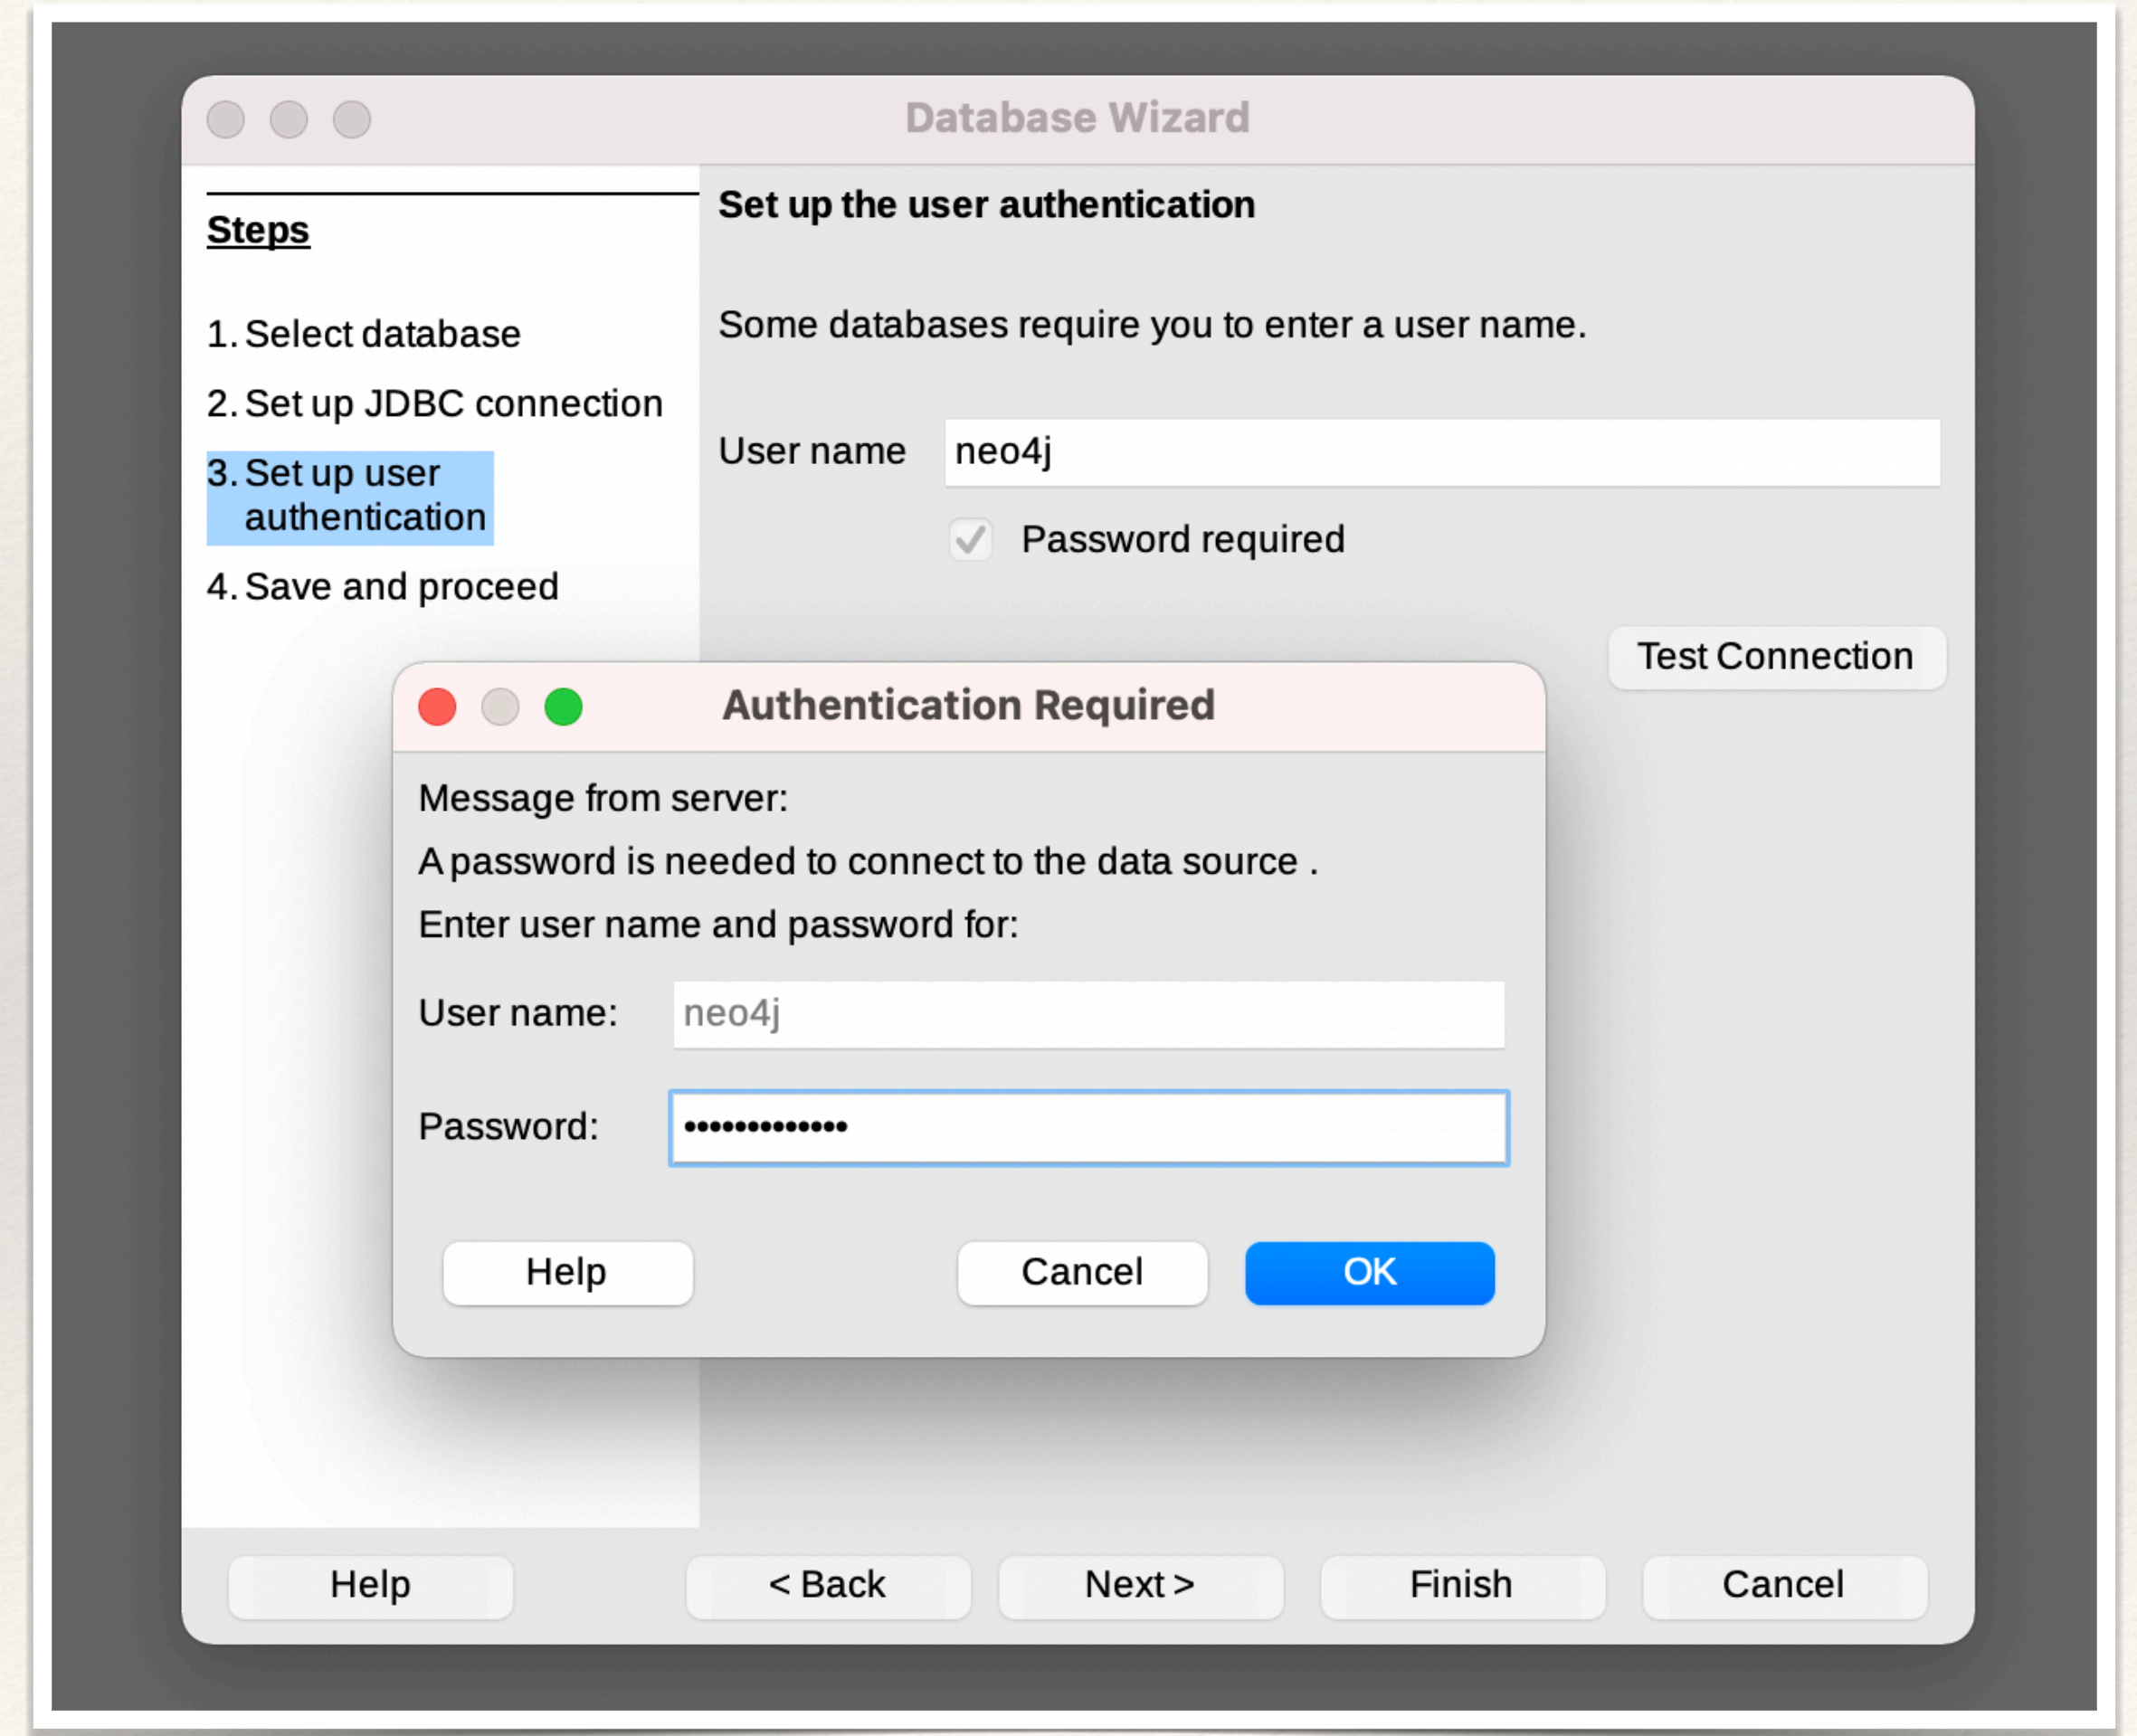 Database Wizard
Steps
1. Select database
2. Set up JDBC connection
3. Set up user
authentication
4. Save and proceed
Set up the user authentication
Some databases require you to enter a user name.
User name neo4j
Password required
Test Connection
Authentication Required
Message from server:
A password is needed to connect to the data source .
Enter user name and password for:
User name: neo4j
Password: •••••••••••••
Help Cancel OK
Help < Back Next > Finish Cancel